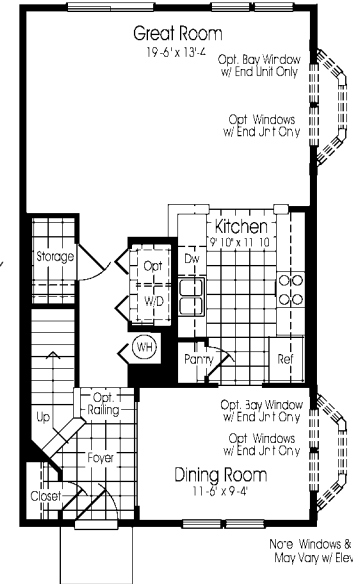 Great Room
19'-6" x 13'-4
Opt. Bay Window
w/ End Unit Only
Opt Windows
w/ End Unit Only
Kitchen
9' 10" x 11 10
Storage
Opt
W/D
Dw
WH
Pantry
Ref
Opt.
Railing
Up
Foyer
Closet
Opt. Bay Window
w/ End Unit Only
Opt Windows
w/ End Unit Only
Dining Room
11'-6" x 9'-4'
Note Windows &
May Vary w/ Elev